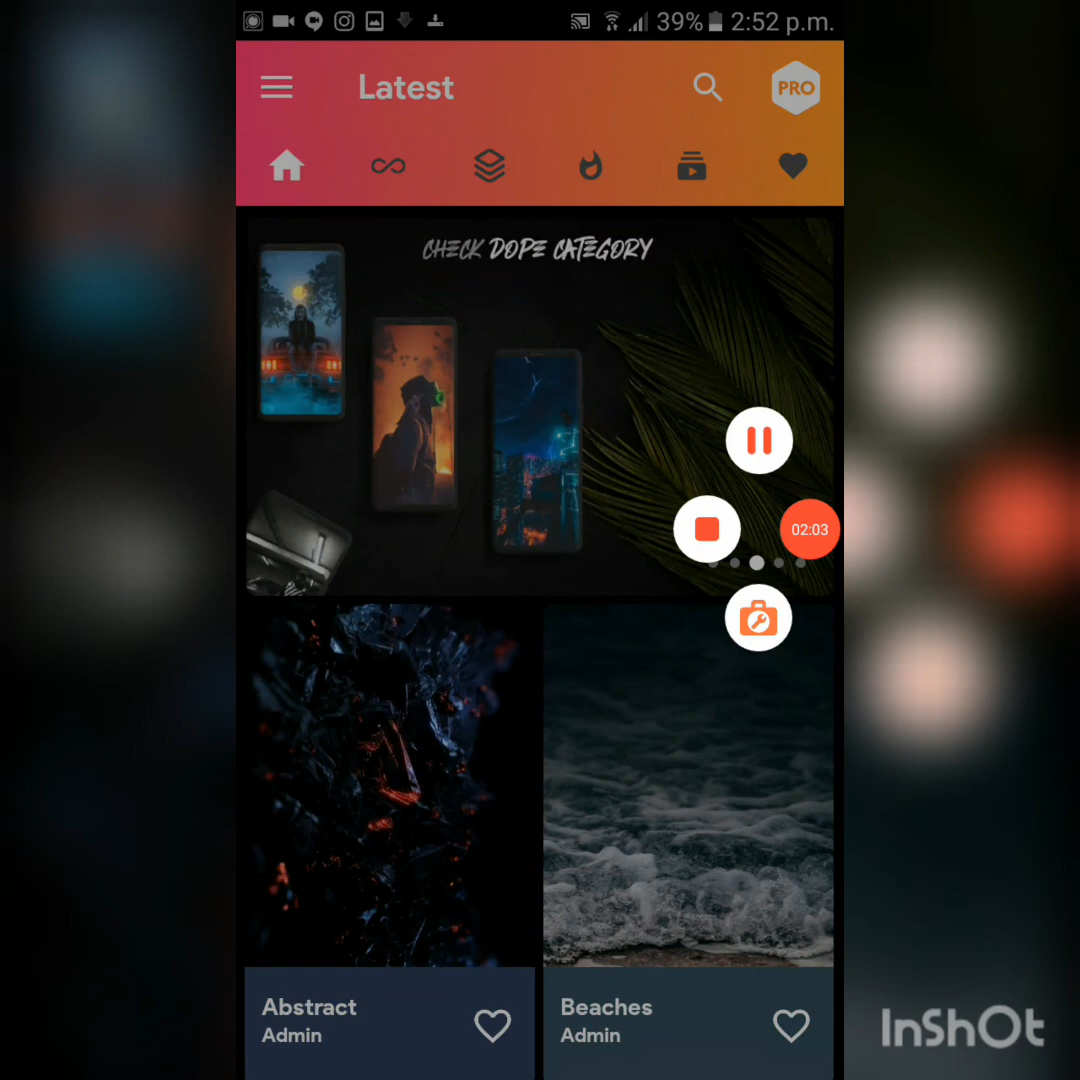 39% 2:52 p.m.
Latest
PRO
CHECK DOPE CATEGORY
02:03
Abstract
Admin
Beaches
Admin
InShOt